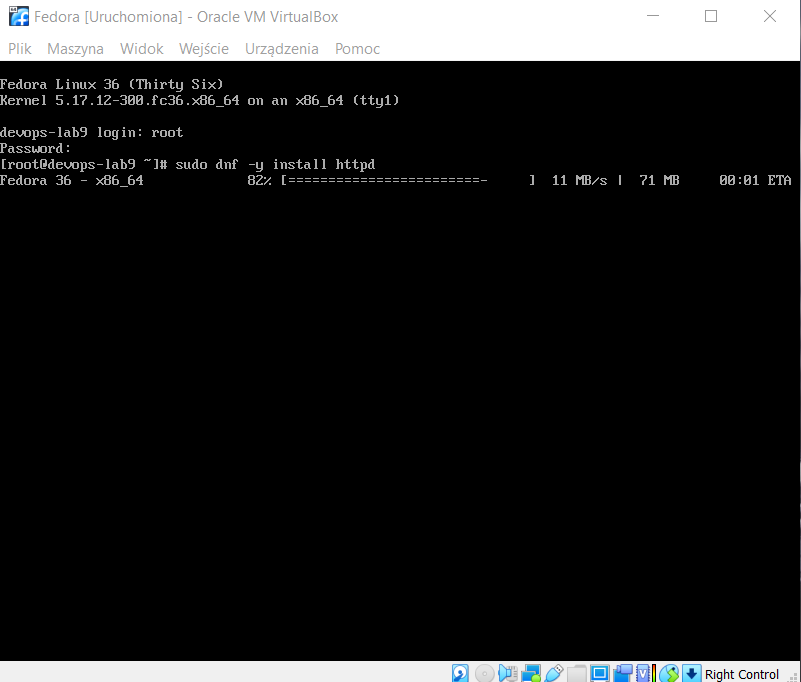 Fedora [Uruchomiona] - Oracle VM VirtualBox
Plik Maszyna Widok Wejście Urządzenia Pomoc
Fedora Linux 36 (Thirty Six)
Kernel 5.17.12-300.fc36.x86_64 on an x86_64 (tty1)
devops-lab9 login: root
Password:
[root@devops-lab9 ~]# sudo dnf -y install httpd
Fedora 36 - x86_64 82% [========================- ] 11 MB/s | 71 MB 00:01 ETA
Right Control